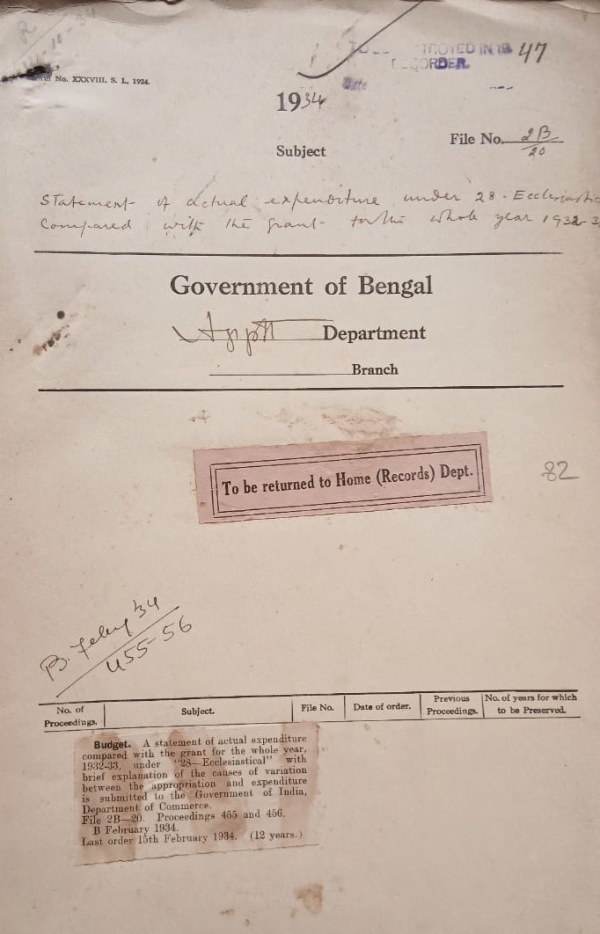 No. XXXVIII, S. L., 1924.
DESTROYED IN 19 47
RECORDER.
1934
File No. 2B/20
Subject
Statement of actual expenditure under 28-Ecclesiastic
Compared with the grant for the whole year 1932-3
Government of Bengal
Apptt Department
Branch
To be returned to Home (Records) Dept.
82
B. Feby '34
455-56
No. of Proceedings. Subject. File No. Date of order. Previous Proceedings. No. of years for which to be Preserved.
Budget. A statement of actual expenditure
compared with the grant for the whole year,
1932-33, under "28—Ecclesiastical" with
brief explanation of the causes of variation
between the appropriation and expenditure
is submitted to the Government of India,
Department of Commerce.
File 2B—20. Proceedings 455 and 456.
B February 1934.
Last order 15th February 1934. (12 years.)